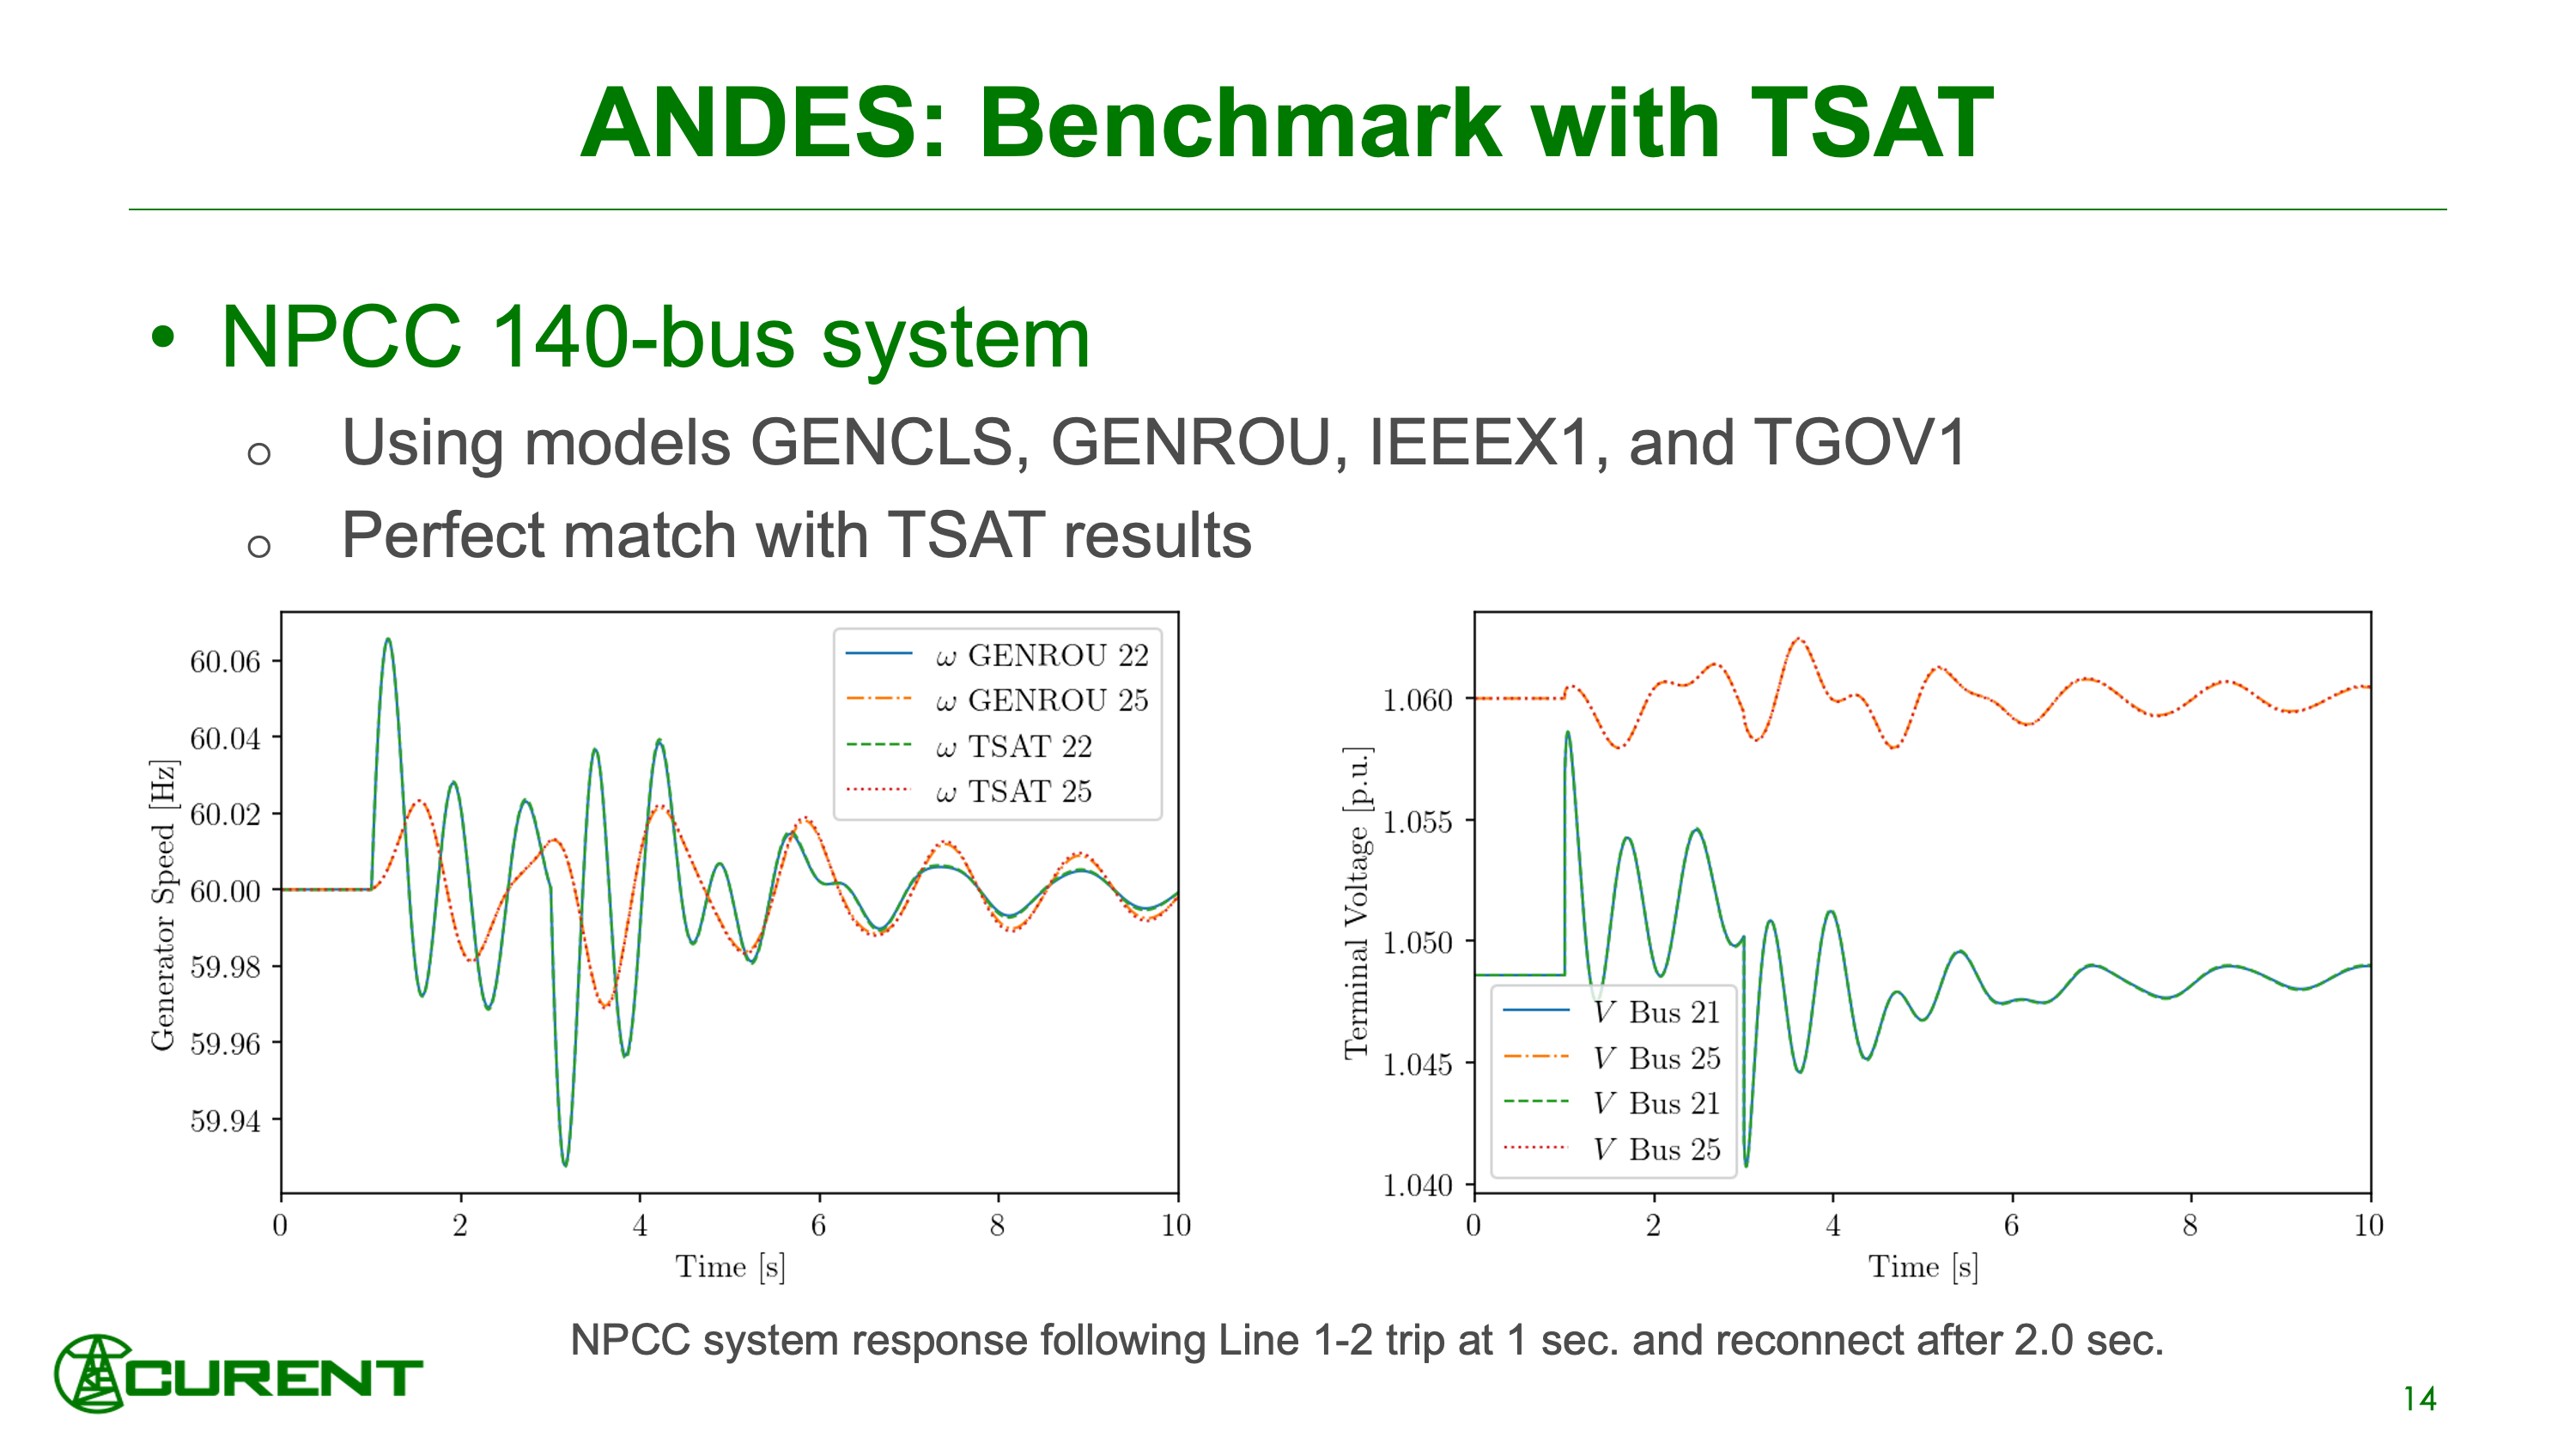 ANDES: Benchmark with TSAT
• NPCC 140-bus system
○ Using models GENCLS, GENROU, IEEEX1, and TGOV1
○ Perfect match with TSAT results
Generator Speed [Hz]
60.06
60.04
60.02
60.00
59.98
59.96
59.94
ω GENROU 22
ω GENROU 25
ω TSAT 22
ω TSAT 25
0 2 4 6 8 10
Time [s]
Terminal Voltage [p.u.]
1.060
1.055
1.050
1.045
1.040
V Bus 21
V Bus 25
V Bus 21
V Bus 25
0 2 4 6 8 10
Time [s]
NPCC system response following Line 1-2 trip at 1 sec. and reconnect after 2.0 sec.
CURENT
14